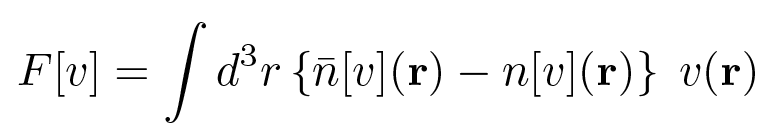 F[v] = ∫ d³r {n̄[v](𝐫) − n[v](𝐫)} v(𝐫)